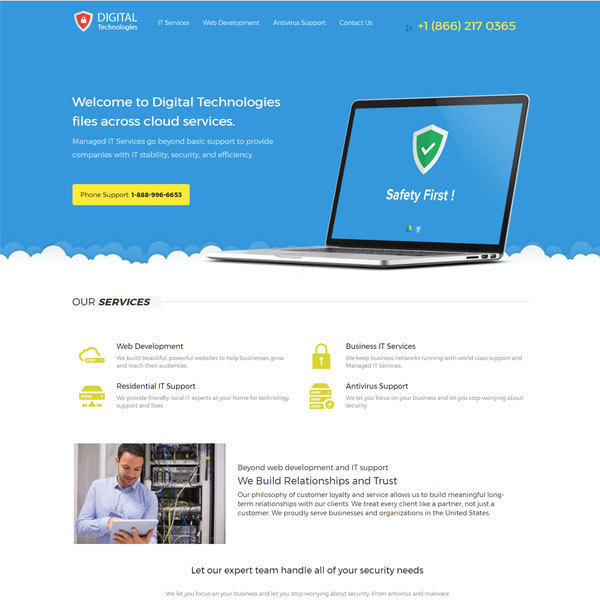 DIGITAL
Technologies
IT Services
Web Development
Antivirus Support
Contact Us
+1 (866) 217 0365
Welcome to Digital Technologies
files across cloud services.
Managed IT Services go beyond basic support to provide
companies with IT stability, security, and efficiency.
Phone Support 1-888-996-6653
Safety First !
OUR SERVICES
Web Development
We build beautiful, powerful websites to help businesses grow
and reach their audiences.
Business IT Services
We keep business networks running with world class support and
Managed IT Services.
Residential IT Support
We provide friendly, local IT experts at your home for technology
support and fixes
Antivirus Support
We let you focus on your business and let you stop worrying about
security
Beyond web development and IT support
We Build Relationships and Trust
Our philosophy of customer loyalty and service allows us to build meaningful long-
term relationships with our clients. We treat every client like a partner, not just a
customer. We proudly serve businesses and organizations in the United States.
Let our expert team handle all of your security needs
We let you focus on your business and let you stop worrying about security. From antivirus and malware